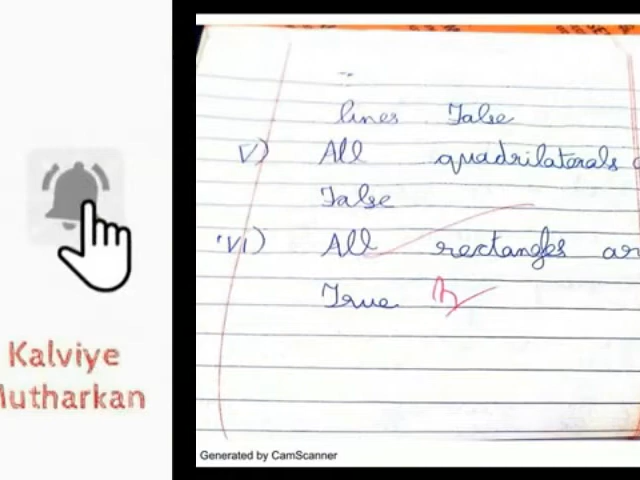 lines False
v) All quadrilaterals
False
vi) All rectangles ar
True
Kalviye
Mutharkan
Generated by CamScanner